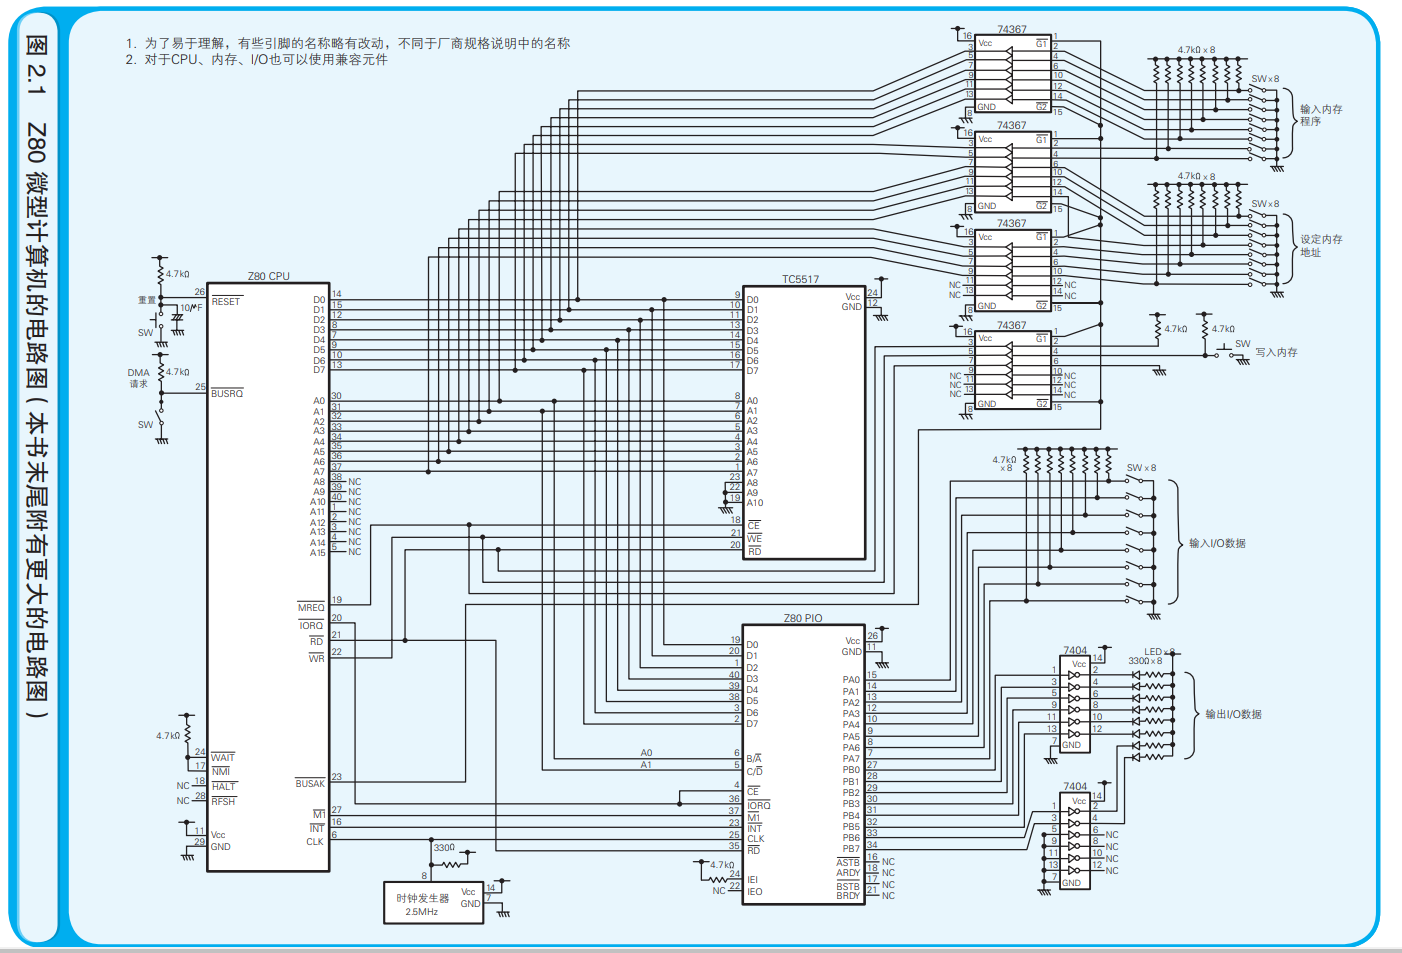 图 2.1 Z80 微型计算机的电路图(本书末尾附有更大的电路图)
1. 为了易于理解，有些引脚的名称略有改动，不同于厂商规格说明中的名称
2. 对于CPU、内存、I/O也可以使用兼容元件
74367
16 Vcc G1 1
3 2
5 4
7 6
9 10
11 12
13 14
GND G2
8 15
4.7kΩ x 8
SW x 8
输入内存
程序
74367
16 Vcc G1 1
3 2
5 4
7 6
9 10
11 12
13 14
8 GND G2 15
4.7kΩ x 8
SW x 8
设定内存
地址
74367
16 Vcc G1 1
3 2
5 4
7 6
9 10
NC 11 12 NC
NC 13 14 NC
8 GND G2 15
74367
16 Vcc G1 1
3 2
5 4
7 6
NC 9 10 NC
NC 11 12 NC
NC 13 14 NC
8 GND G2 15
4.7kΩ
4.7kΩ
SW
写入内存
4.7kΩ
重置
10μF
SW
DMA
请求
4.7kΩ
SW
4.7kΩ
Z80 CPU
26 RESET
25 BUSRQ
24 WAIT
17 NMI
NC 18 HALT
NC 28 RFSH
11 Vcc
29 GND
D0 14
D1 15
D2 12
D3 8
D4 7
D5 9
D6 10
D7 13
A0 30
A1 31
A2 32
A3 33
A4 34
A5 35
A6 36
A7 37
A8 38 NC
A9 39 NC
A10 40 NC
A11 1 NC
A12 2 NC
A13 3 NC
A14 4 NC
A15 5 NC
MREQ 19
IORQ 20
RD 21
WR 22
BUSAK 23
M1 27
INT 16
CLK 6
TC5517
9 D0
10 D1
11 D2
13 D3
14 D4
15 D5
16 D6
17 D7
8 A0
7 A1
6 A2
5 A3
4 A4
3 A5
2 A6
1 A7
23 A8
22 A9
19 A10
18 CE
21 WE
20 RD
Vcc 24
GND 12
Z80 PIO
19 D0
20 D1
1 D2
40 D3
39 D4
38 D5
3 D6
2 D7
A0 6 B/A
A1 5 C/D
4 CE
36 IORQ
37 M1
23 INT
25 CLK
35 RD
4.7kΩ
24 IEI
NC 22 IEO
Vcc 26
GND 11
PA0 15
PA1 14
PA2 13
PA3 12
PA4 10
PA5 9
PA6 8
PA7 7
PB0 27
PB1 28
PB2 29
PB3 30
PB4 31
PB5 32
PB6 33
PB7 34
ASTB 16 NC
ARDY 18 NC
BSTB 17 NC
BRDY 21 NC
330Ω
8
时钟发生器
2.5MHz
Vcc 14
GND 7
4.7kΩ
x 8
SW x 8
输入I/O数据
7404
Vcc 14
1 2
3 4
5 6
9 8
11 10
13 12
7 GND
LED x 8
330Ω x 8
输出I/O数据
7404
Vcc 14
1 2
3 4
5 6 NC
9 8 NC
11 10 NC
13 12 NC
7 GND